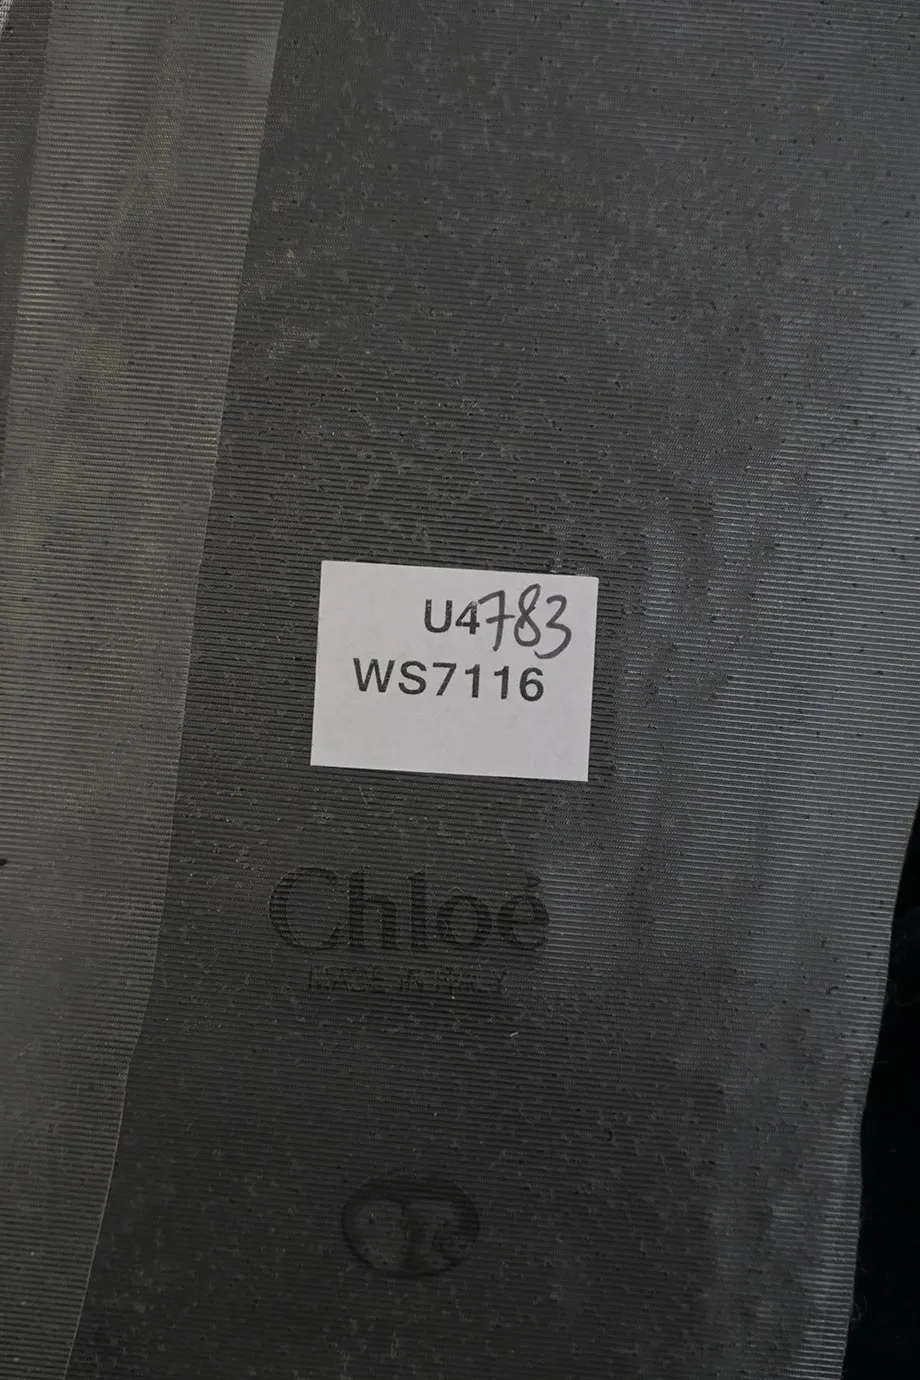 U4783
WS7116
Chloé
MADE IN ITALY